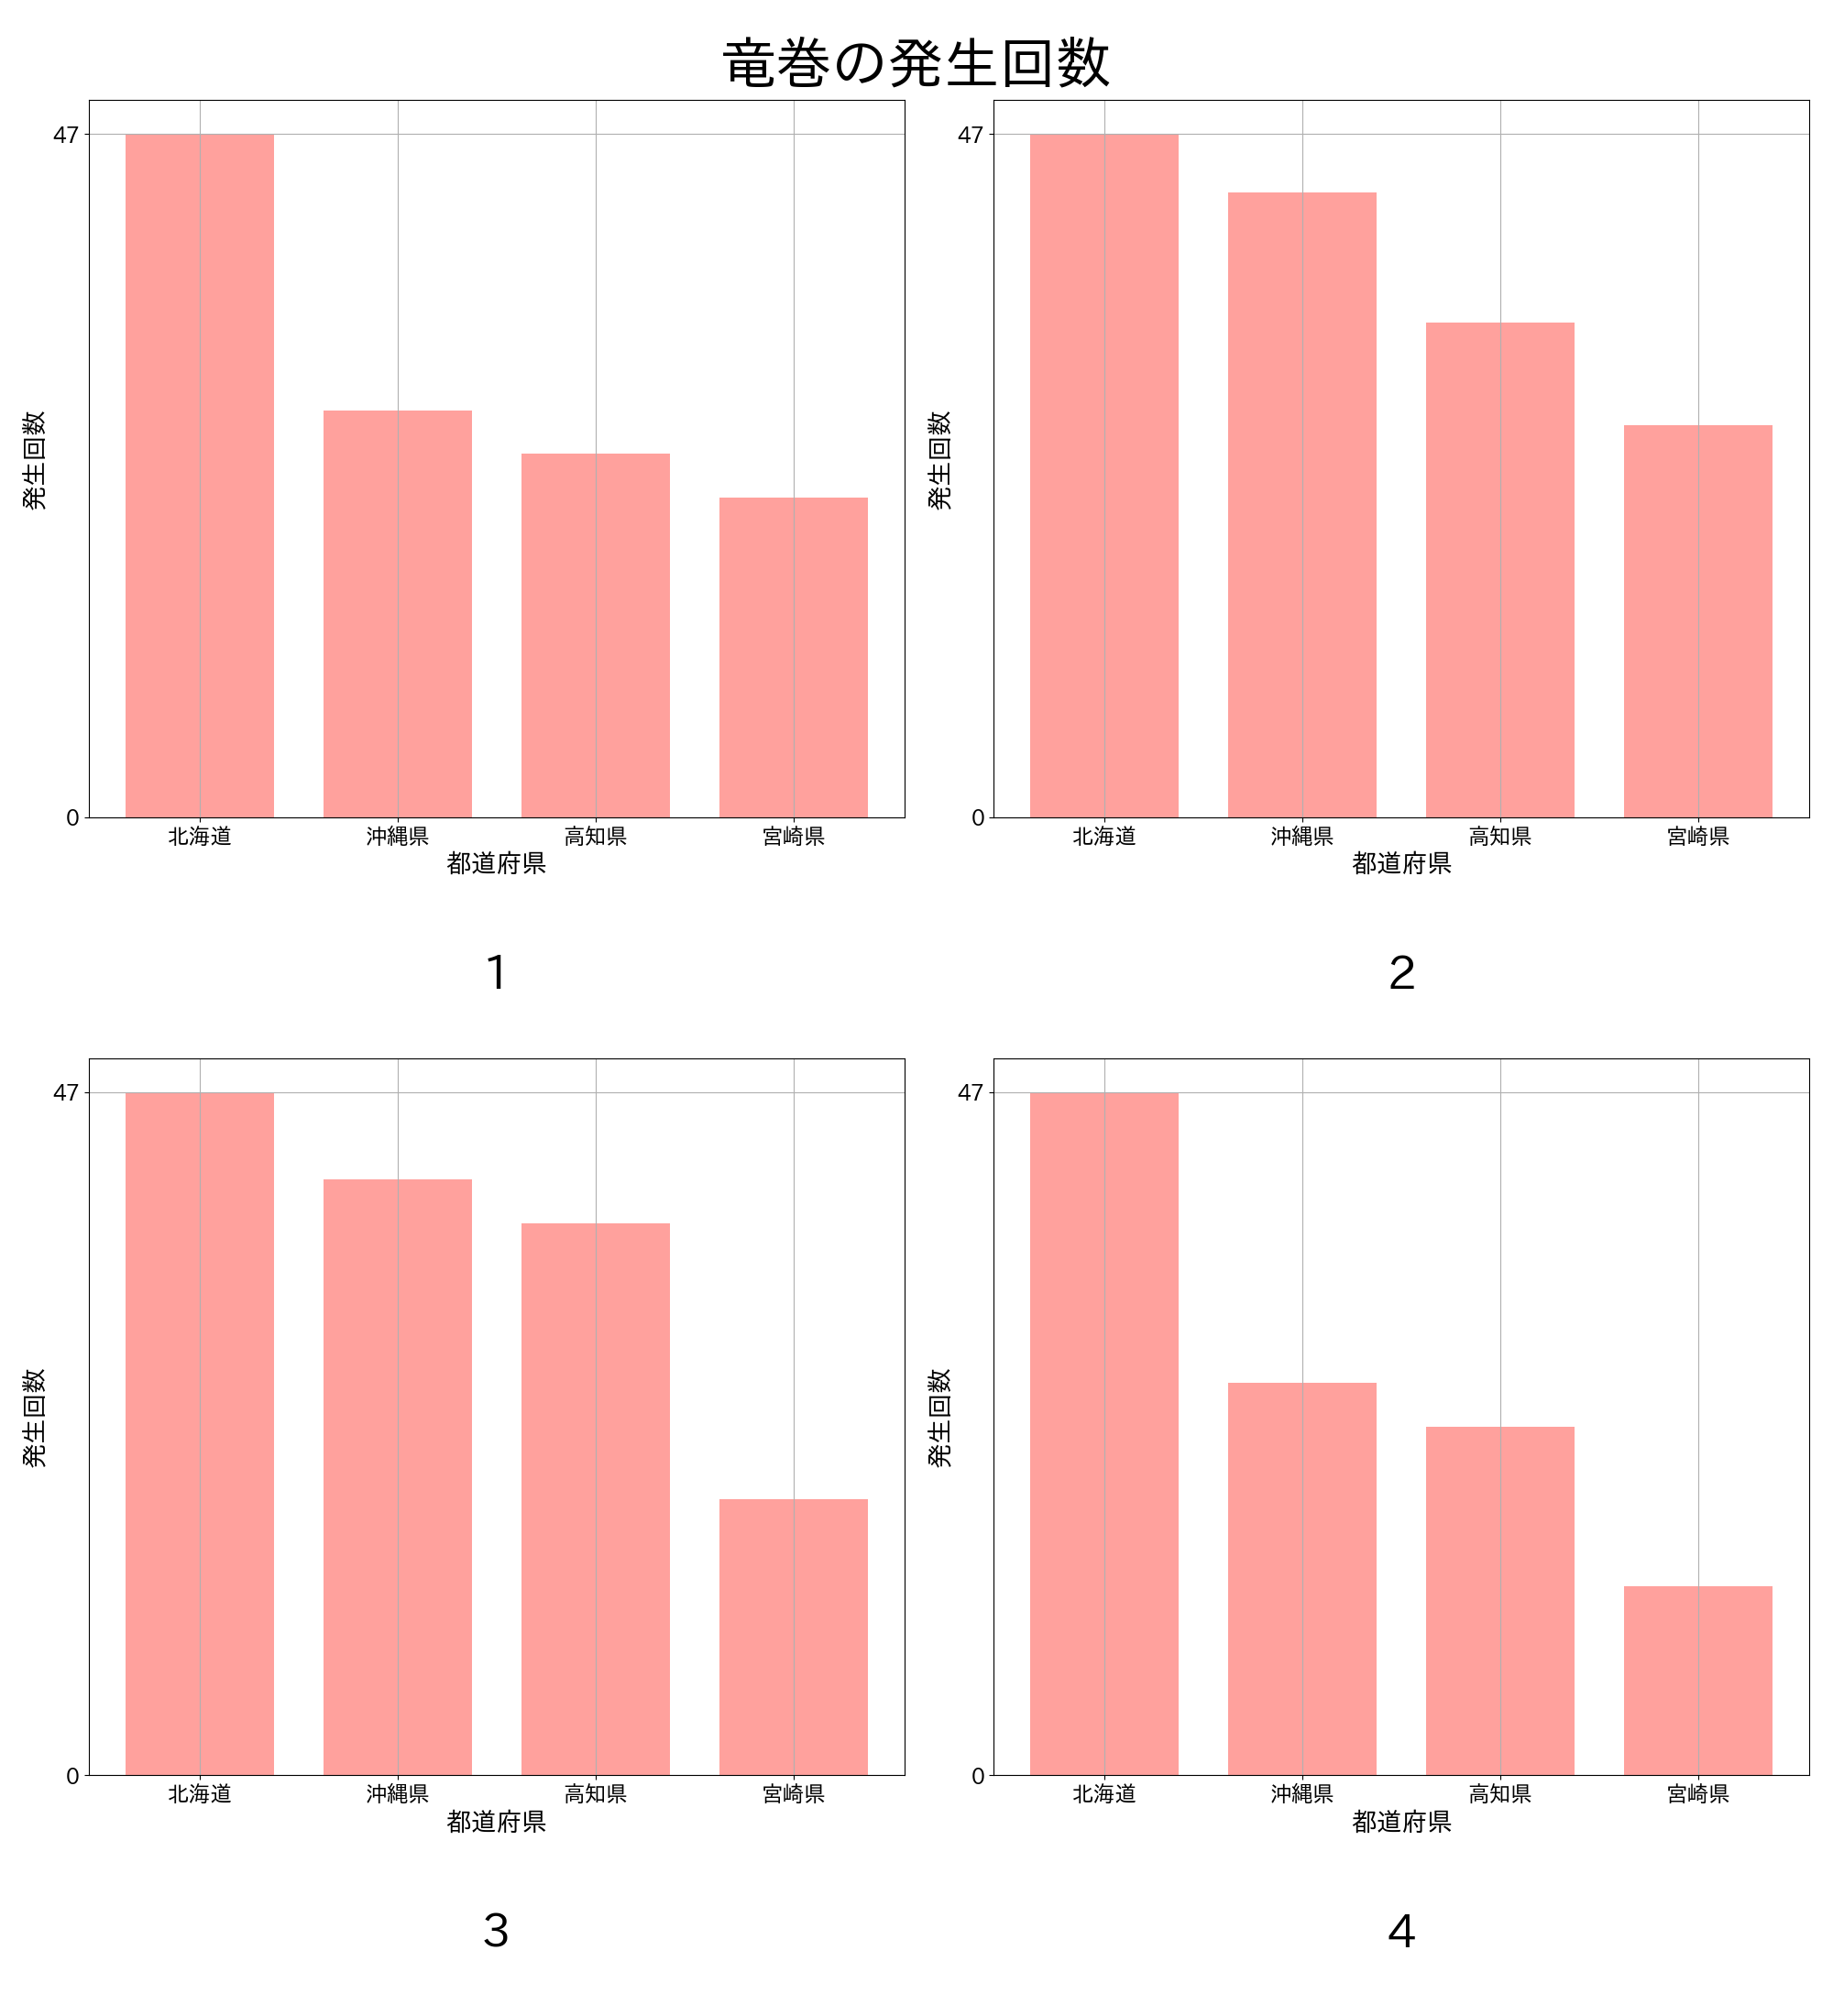 竜巻の発生回数
47
0
発生回数
北海道 沖縄県 高知県 宮崎県
都道府県
1
47
0
発生回数
北海道 沖縄県 高知県 宮崎県
都道府県
2
47
0
発生回数
北海道 沖縄県 高知県 宮崎県
都道府県
3
47
0
発生回数
北海道 沖縄県 高知県 宮崎県
都道府県
4